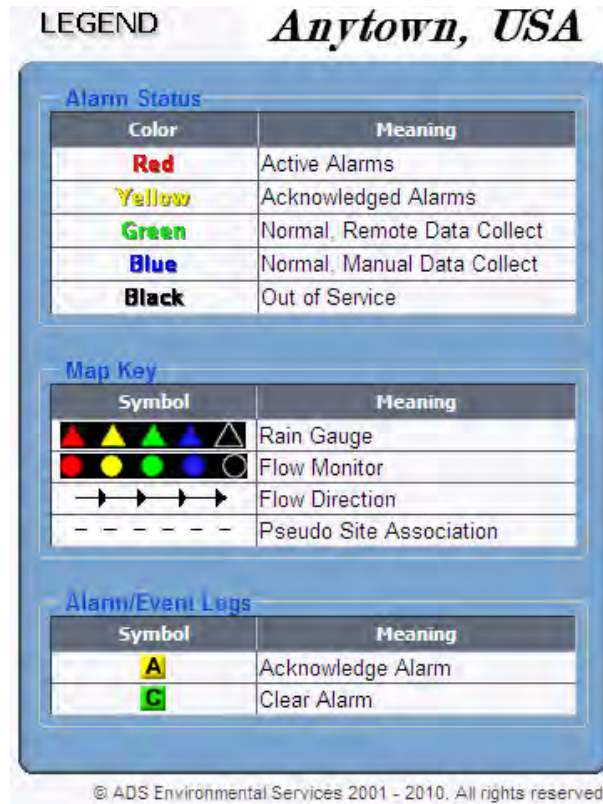 LEGEND Anytown, USA
Alarm Status
Color Meaning
Red Active Alarms
Yellow Acknowledged Alarms
Green Normal, Remote Data Collect
Blue Normal, Manual Data Collect
Black Out of Service
Map Key
Symbol Meaning
Rain Gauge
Flow Monitor
Flow Direction
Pseudo Site Association
Alarm/Event Logs
Symbol Meaning
A Acknowledge Alarm
C Clear Alarm
© ADS Environmental Services 2001 - 2010. All rights reserved